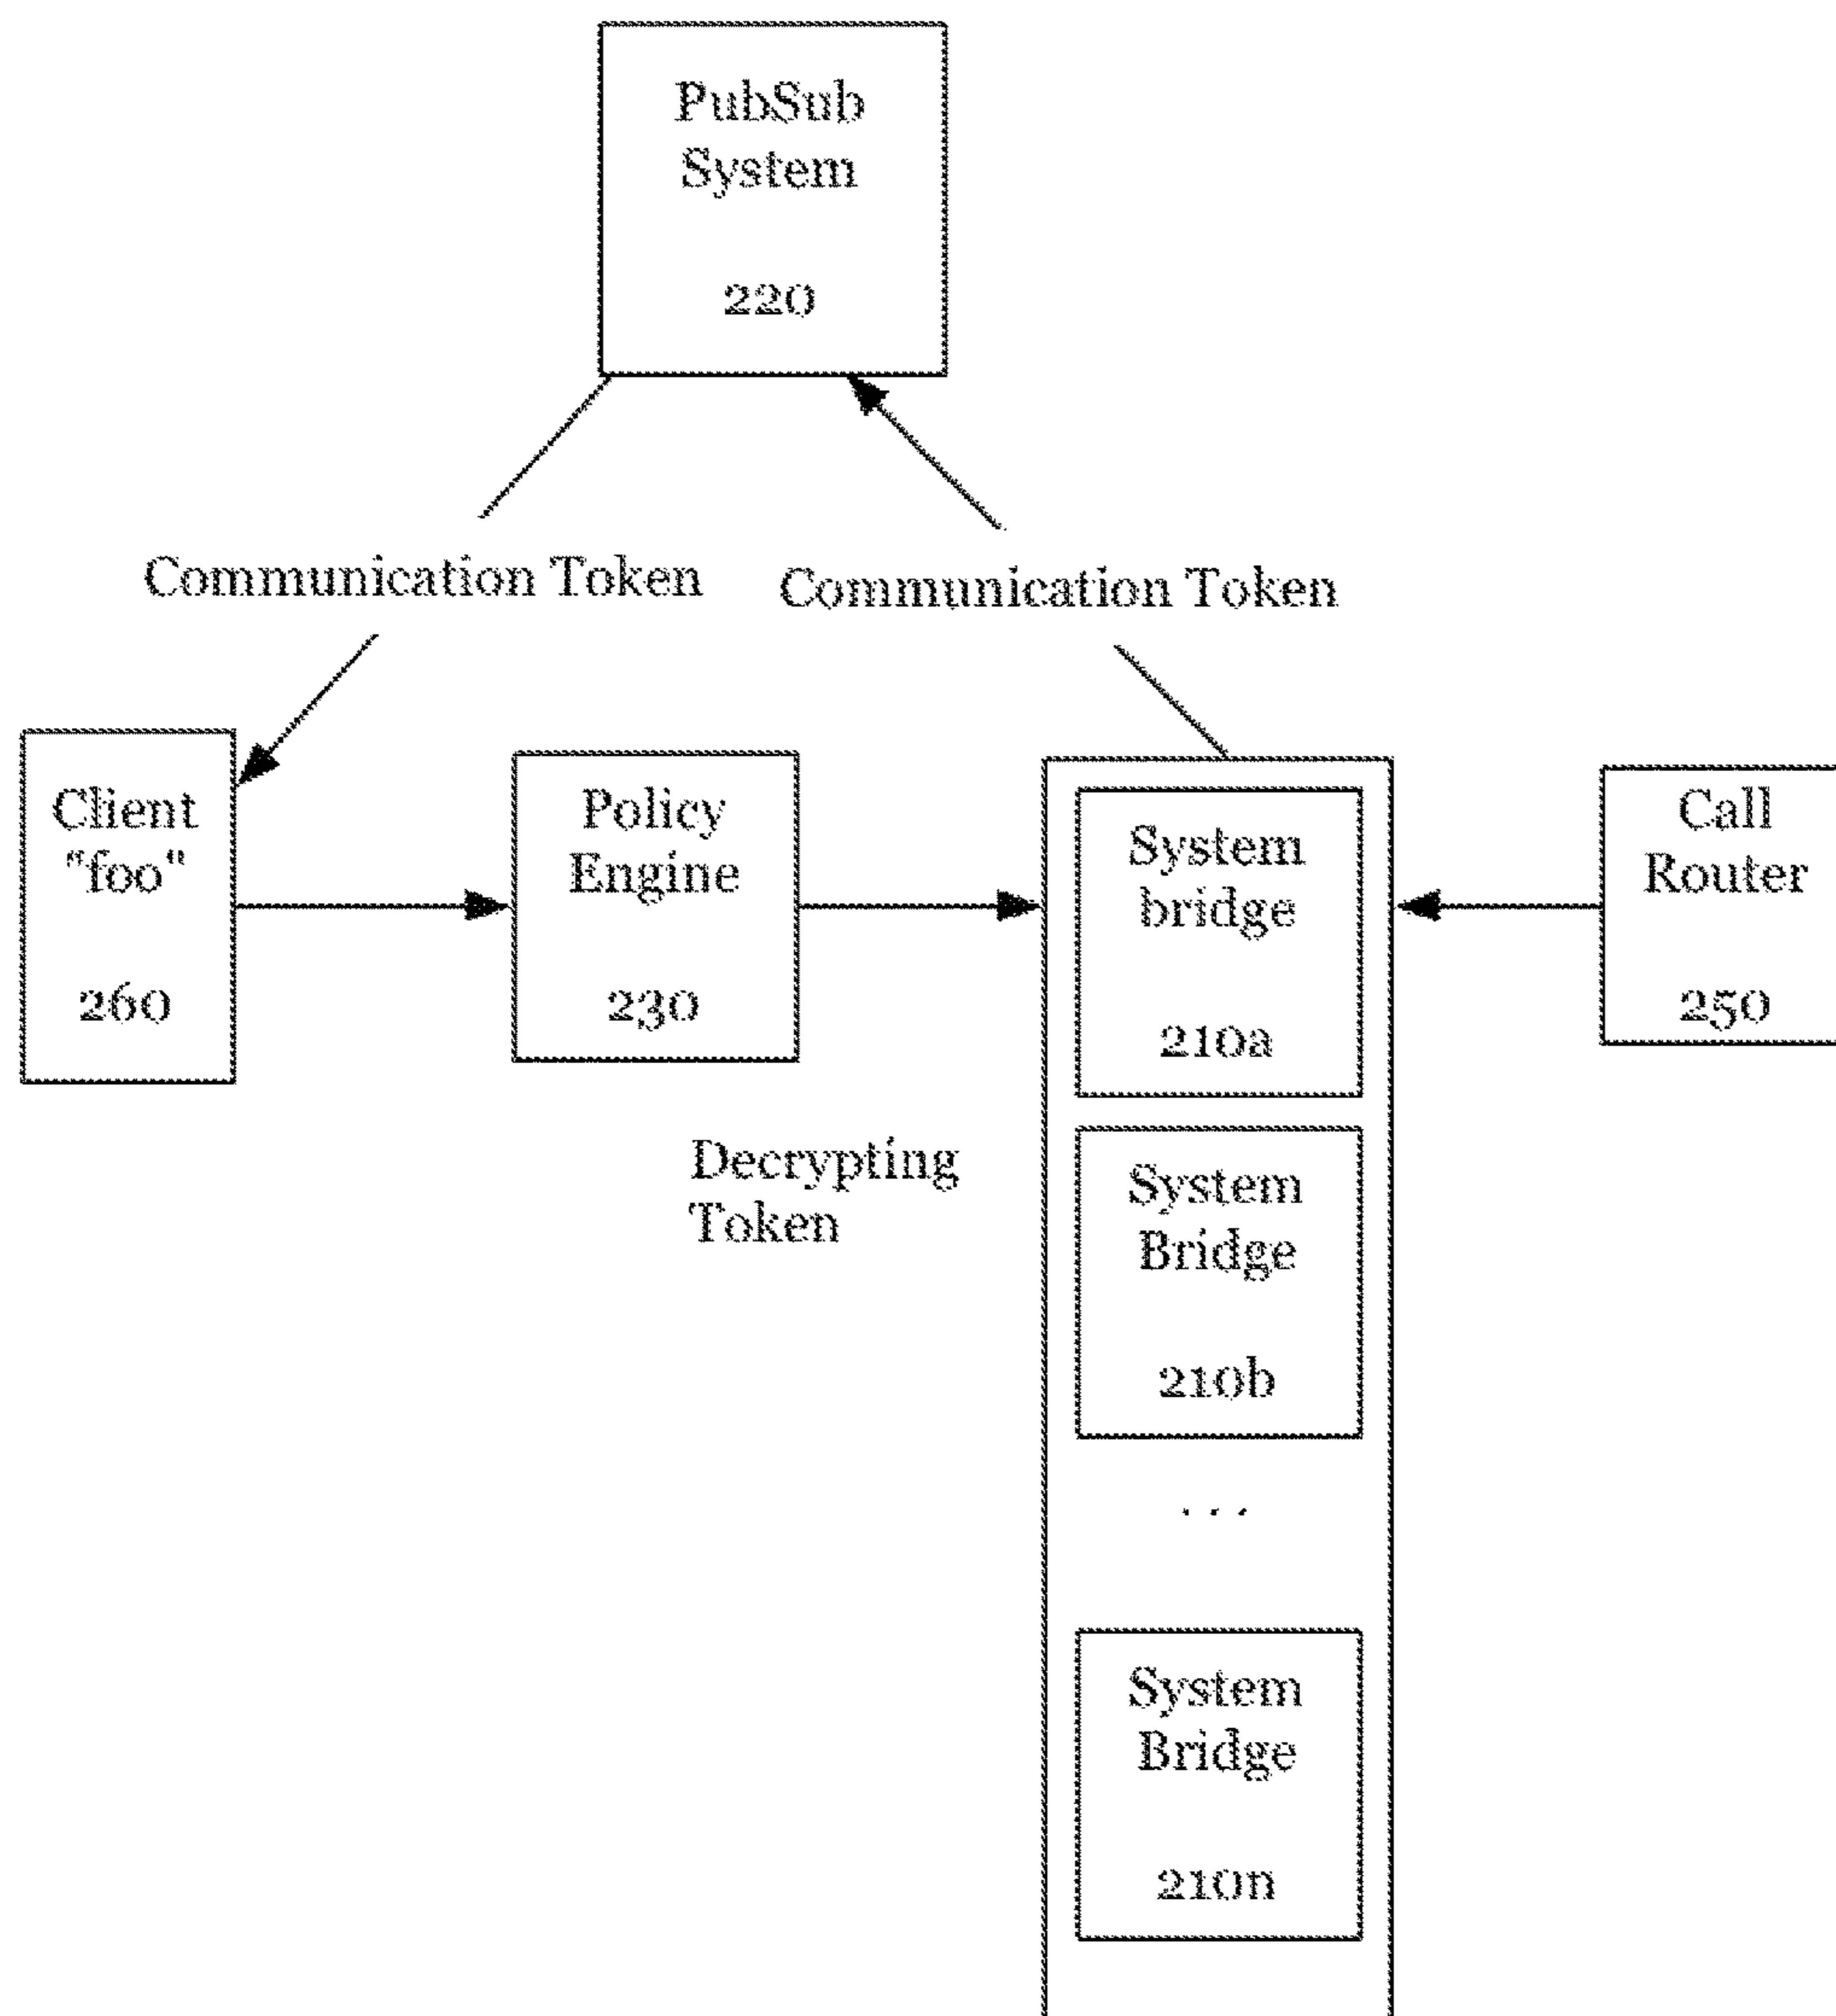 PubSub
System
220
Communication Token
Communication Token
Client
"foo"
260
Policy
Engine
230
System
bridge
210a
Call
Router
250
Decrypting
Token
System
Bridge
210b
. . .
System
Bridge
210n